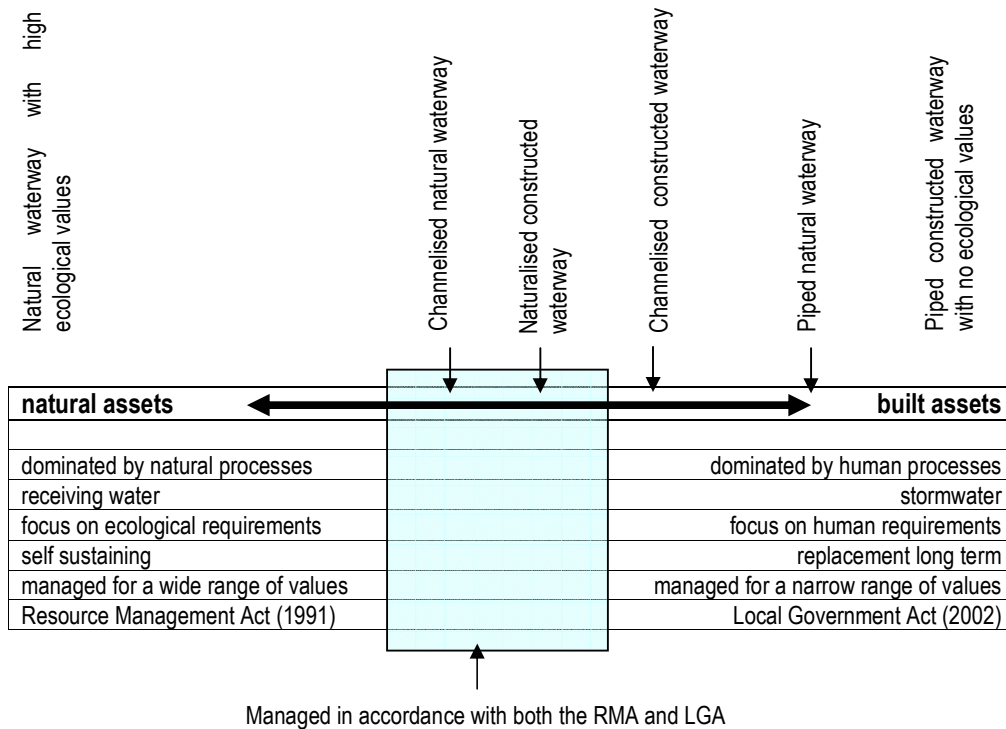 Natural waterway with high
ecological values
Channelised natural waterway
Naturalised constructed
waterway
Channelised constructed waterway
Piped natural waterway
Piped constructed waterway
with no ecological values
natural assets built assets
dominated by natural processes dominated by human processes
receiving water stormwater
focus on ecological requirements focus on human requirements
self sustaining replacement long term
managed for a wide range of values managed for a narrow range of values
Resource Management Act (1991) Local Government Act (2002)
Managed in accordance with both the RMA and LGA